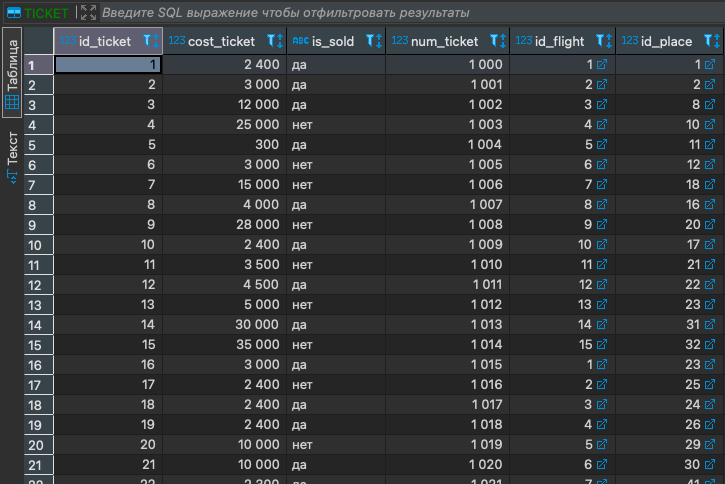 TICKET Введите SQL выражение чтобы отфильтровать результаты
Таблица
Текст
123 id_ticket 123 cost_ticket ABC is_sold 123 num_ticket 123 id_flight 123 id_place
1 1 2 400 да 1 000 1 1
2 2 3 000 да 1 001 2 2
3 3 12 000 да 1 002 3 8
4 4 25 000 нет 1 003 4 10
5 5 300 да 1 004 5 11
6 6 3 000 нет 1 005 6 12
7 7 15 000 нет 1 006 7 18
8 8 4 000 да 1 007 8 16
9 9 28 000 нет 1 008 9 20
10 10 2 400 да 1 009 10 17
11 11 3 500 нет 1 010 11 21
12 12 4 500 да 1 011 12 22
13 13 5 000 нет 1 012 13 23
14 14 30 000 да 1 013 14 31
15 15 35 000 нет 1 014 15 32
16 16 3 000 да 1 015 1 23
17 17 2 400 нет 1 016 2 25
18 18 2 400 да 1 017 3 24
19 19 2 400 да 1 018 4 26
20 20 10 000 нет 1 019 5 29
21 21 10 000 да 1 020 6 30